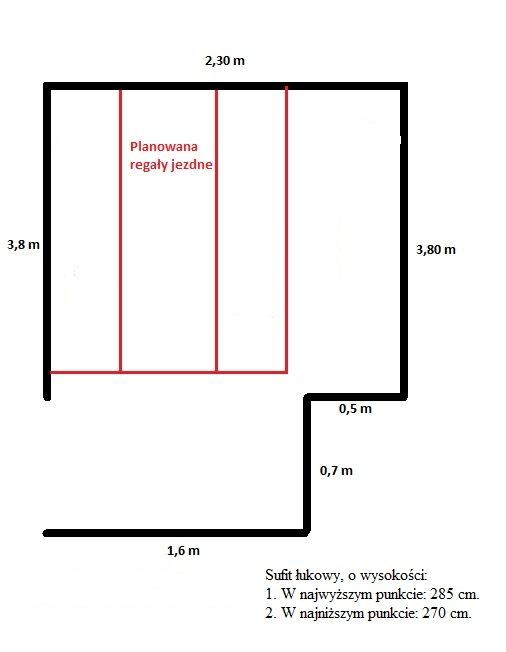 2,30 m
Planowana
regały jezdne
3,8 m
3,80 m
0,5 m
0,7 m
1,6 m
Sufit łukowy, o wysokości:
1. W najwyższym punkcie: 285 cm.
2. W najniższym punkcie: 270 cm.